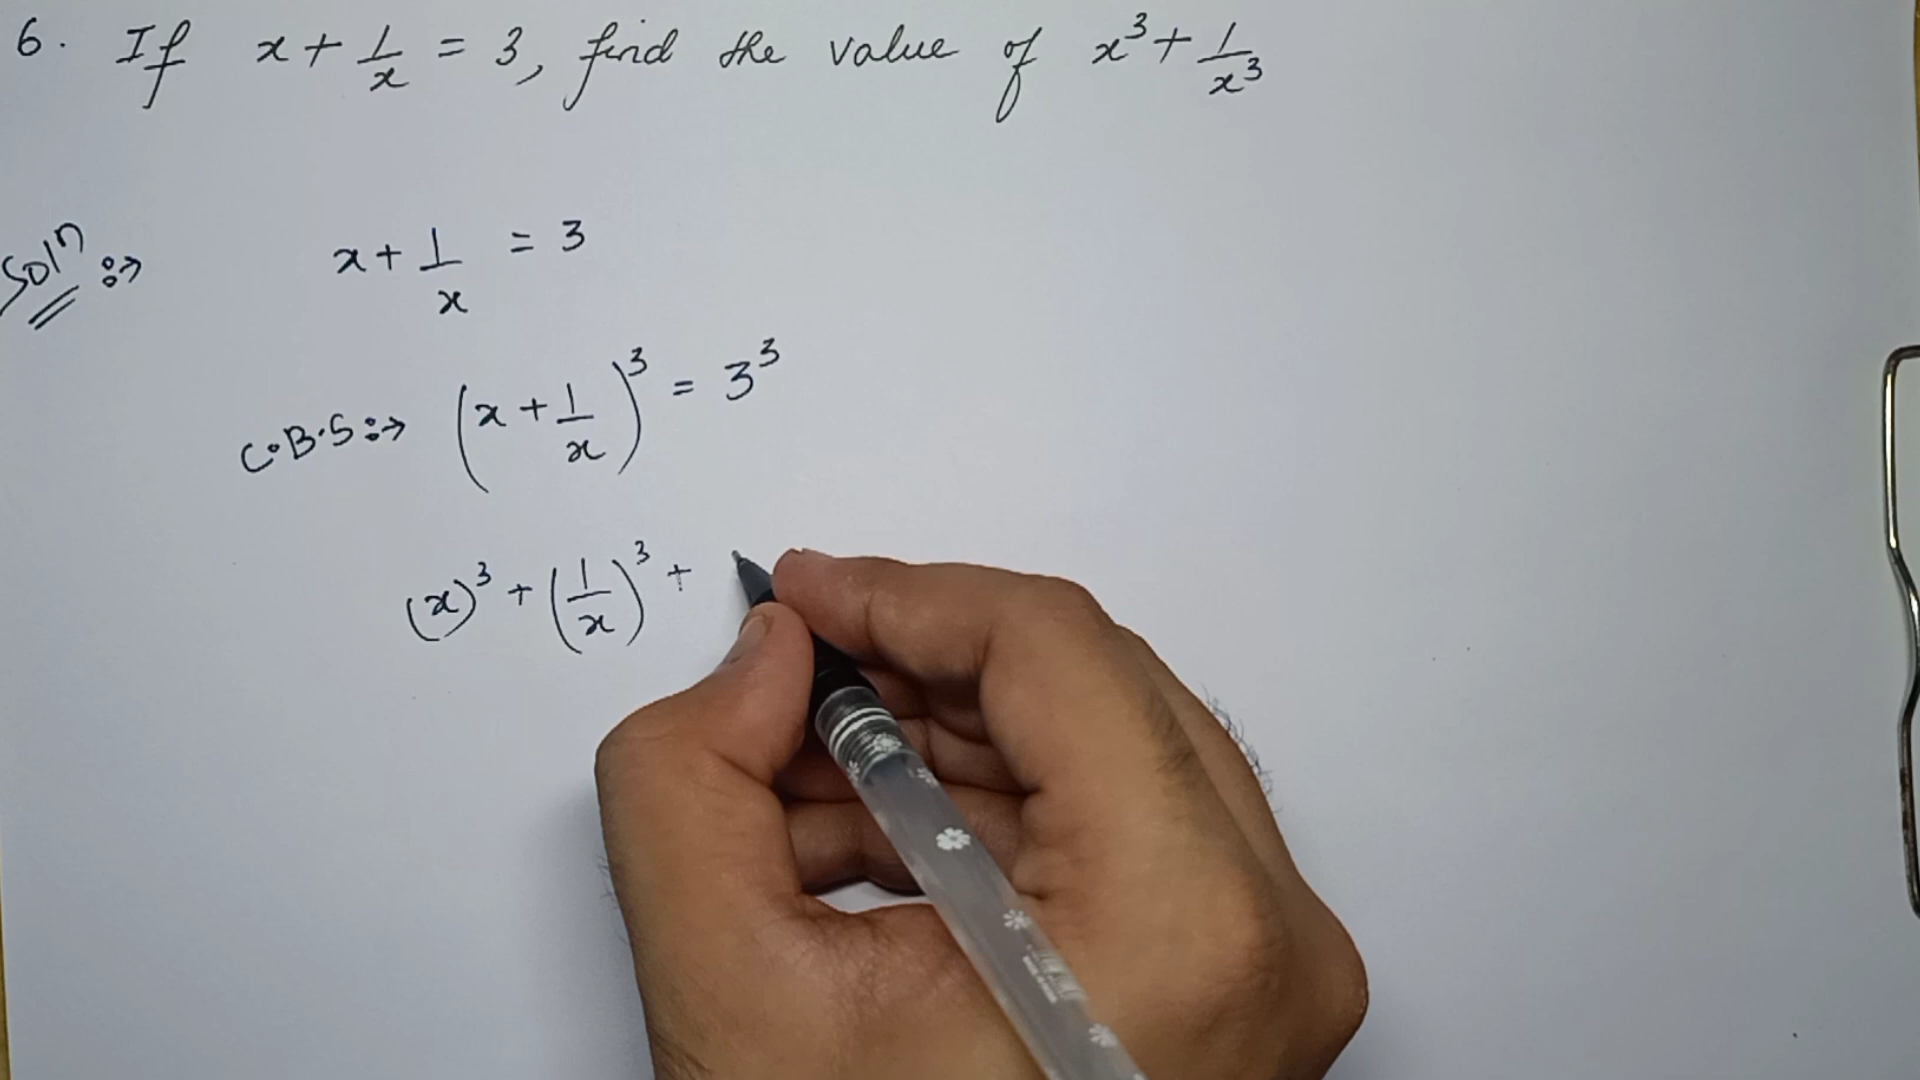 6. If x + 1/x = 3, find the value of x³ + 1/x³
Solⁿ :→ x + 1/x = 3
C.B.S :→ (x + 1/x)³ = 3³
(x)³ + (1/x)³ +